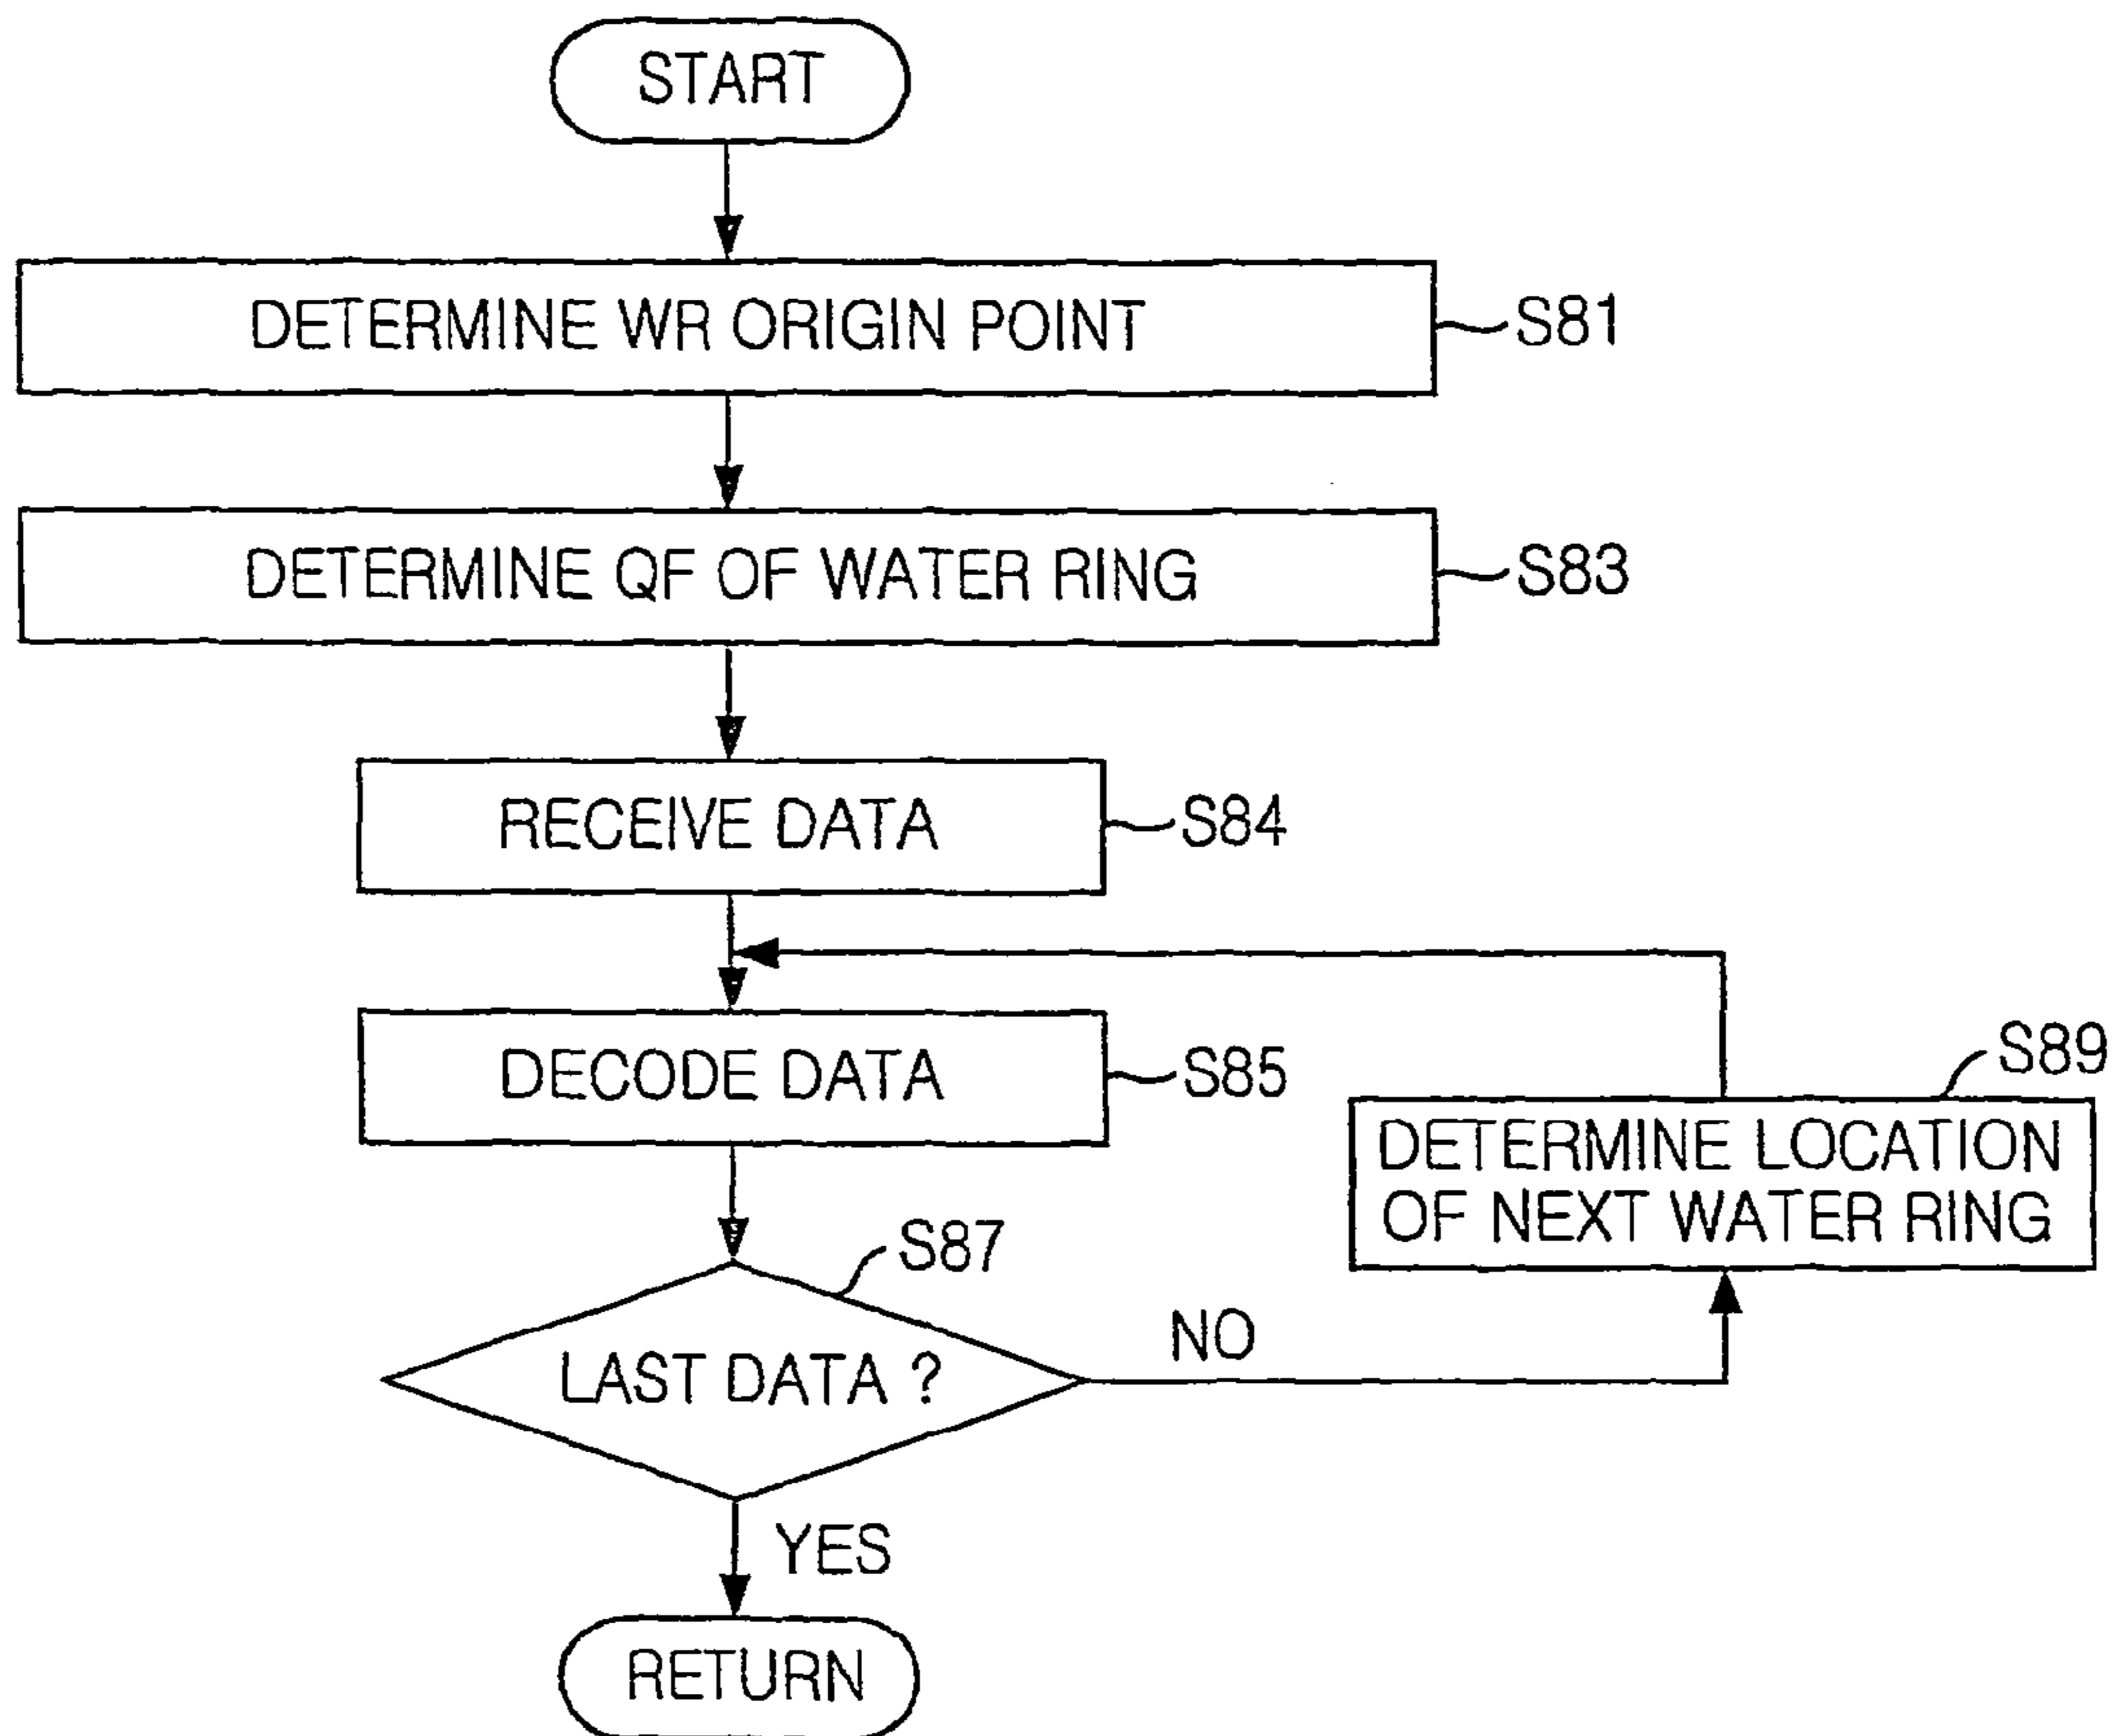 START
DETERMINE WR ORIGIN POINT
S81
DETERMINE QF OF WATER RING
S83
RECEIVE DATA
S84
DECODE DATA
S85
S89
DETERMINE LOCATION
OF NEXT WATER RING
S87
LAST DATA ?
NO
YES
RETURN